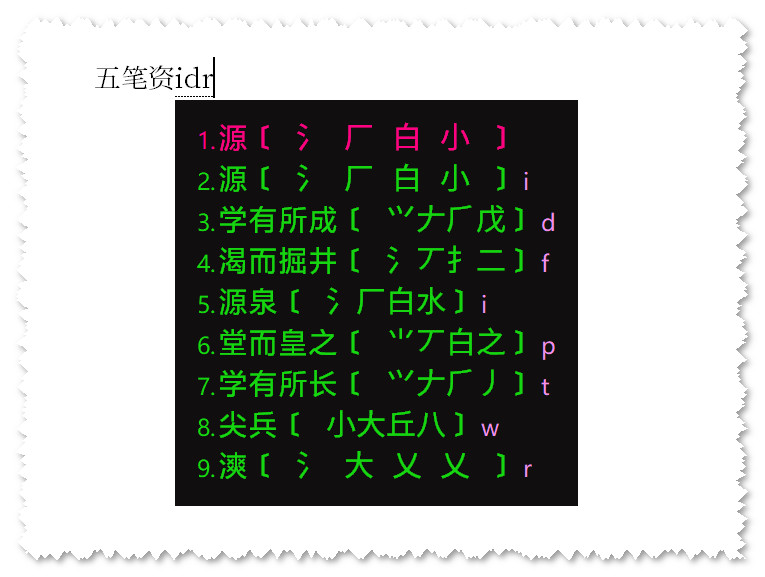 五笔资idr
1.源〔 氵 厂 白 小 〕
2.源〔 氵 厂 白 小 〕i
3.学有所成〔 ⺍𠂇⺁戊〕d
4.渴而掘井〔 氵丆扌二〕f
5.源泉〔 氵厂白水〕i
6.堂而皇之〔 ⺌丆白之〕p
7.学有所长〔 ⺍𠂇⺁丿〕t
8.尖兵〔 小大丘八〕w
9.漺〔 氵 大 乂 乂 〕r